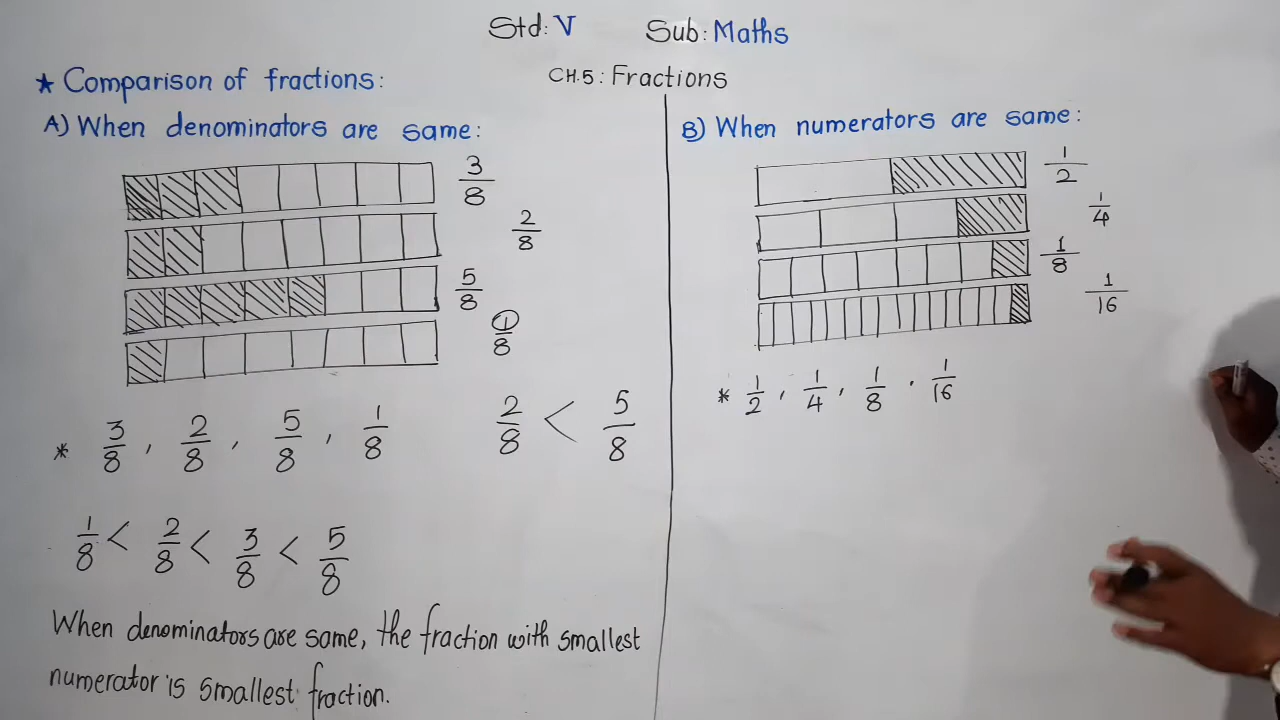 Std: V Sub: Maths
★ Comparison of fractions: CH.5: Fractions
A) When denominators are same:
3/8
2/8
5/8
1/8
* 3/8, 2/8, 5/8, 1/8
2/8 < 5/8
1/8 < 2/8 < 3/8 < 5/8
When denominators are same, the fraction with smallest
numerator is smallest fraction.
B) When numerators are same:
1/2
1/4
1/8
1/16
* 1/2, 1/4, 1/8, 1/16